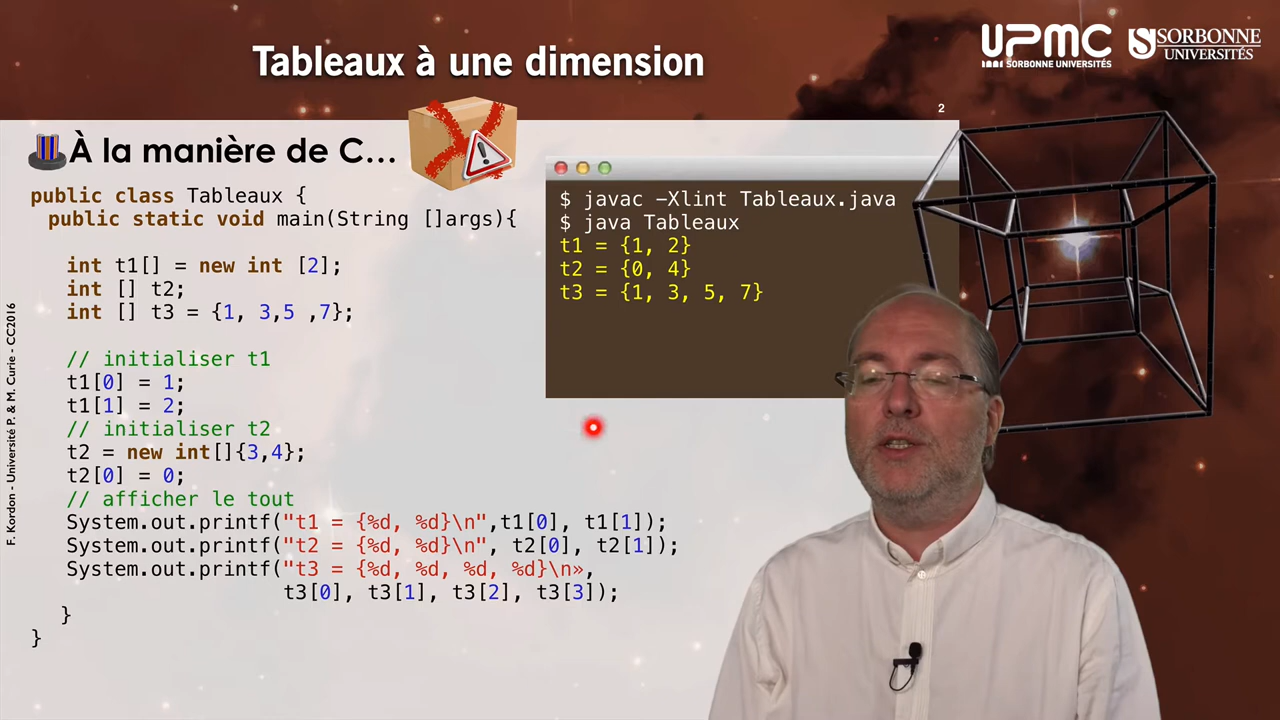 Tableaux à une dimension
UPMC
SORBONNE UNIVERSITÉS
SORBONNE
UNIVERSITÉS
2
À la manière de C...
public class Tableaux {
public static void main(String []args){
int t1[] = new int [2];
int [] t2;
int [] t3 = {1, 3,5 ,7};
// initialiser t1
t1[0] = 1;
t1[1] = 2;
// initialiser t2
t2 = new int[]{3,4};
t2[0] = 0;
// afficher le tout
System.out.printf("t1 = {%d, %d}\n",t1[0], t1[1]);
System.out.printf("t2 = {%d, %d}\n", t2[0], t2[1]);
System.out.printf("t3 = {%d, %d, %d, %d}\n»,
t3[0], t3[1], t3[2], t3[3]);
}
}
$ javac -Xlint Tableaux.java
$ java Tableaux
t1 = {1, 2}
t2 = {0, 4}
t3 = {1, 3, 5, 7}
F. Kordon - Université P. & M. Curie - CC2016